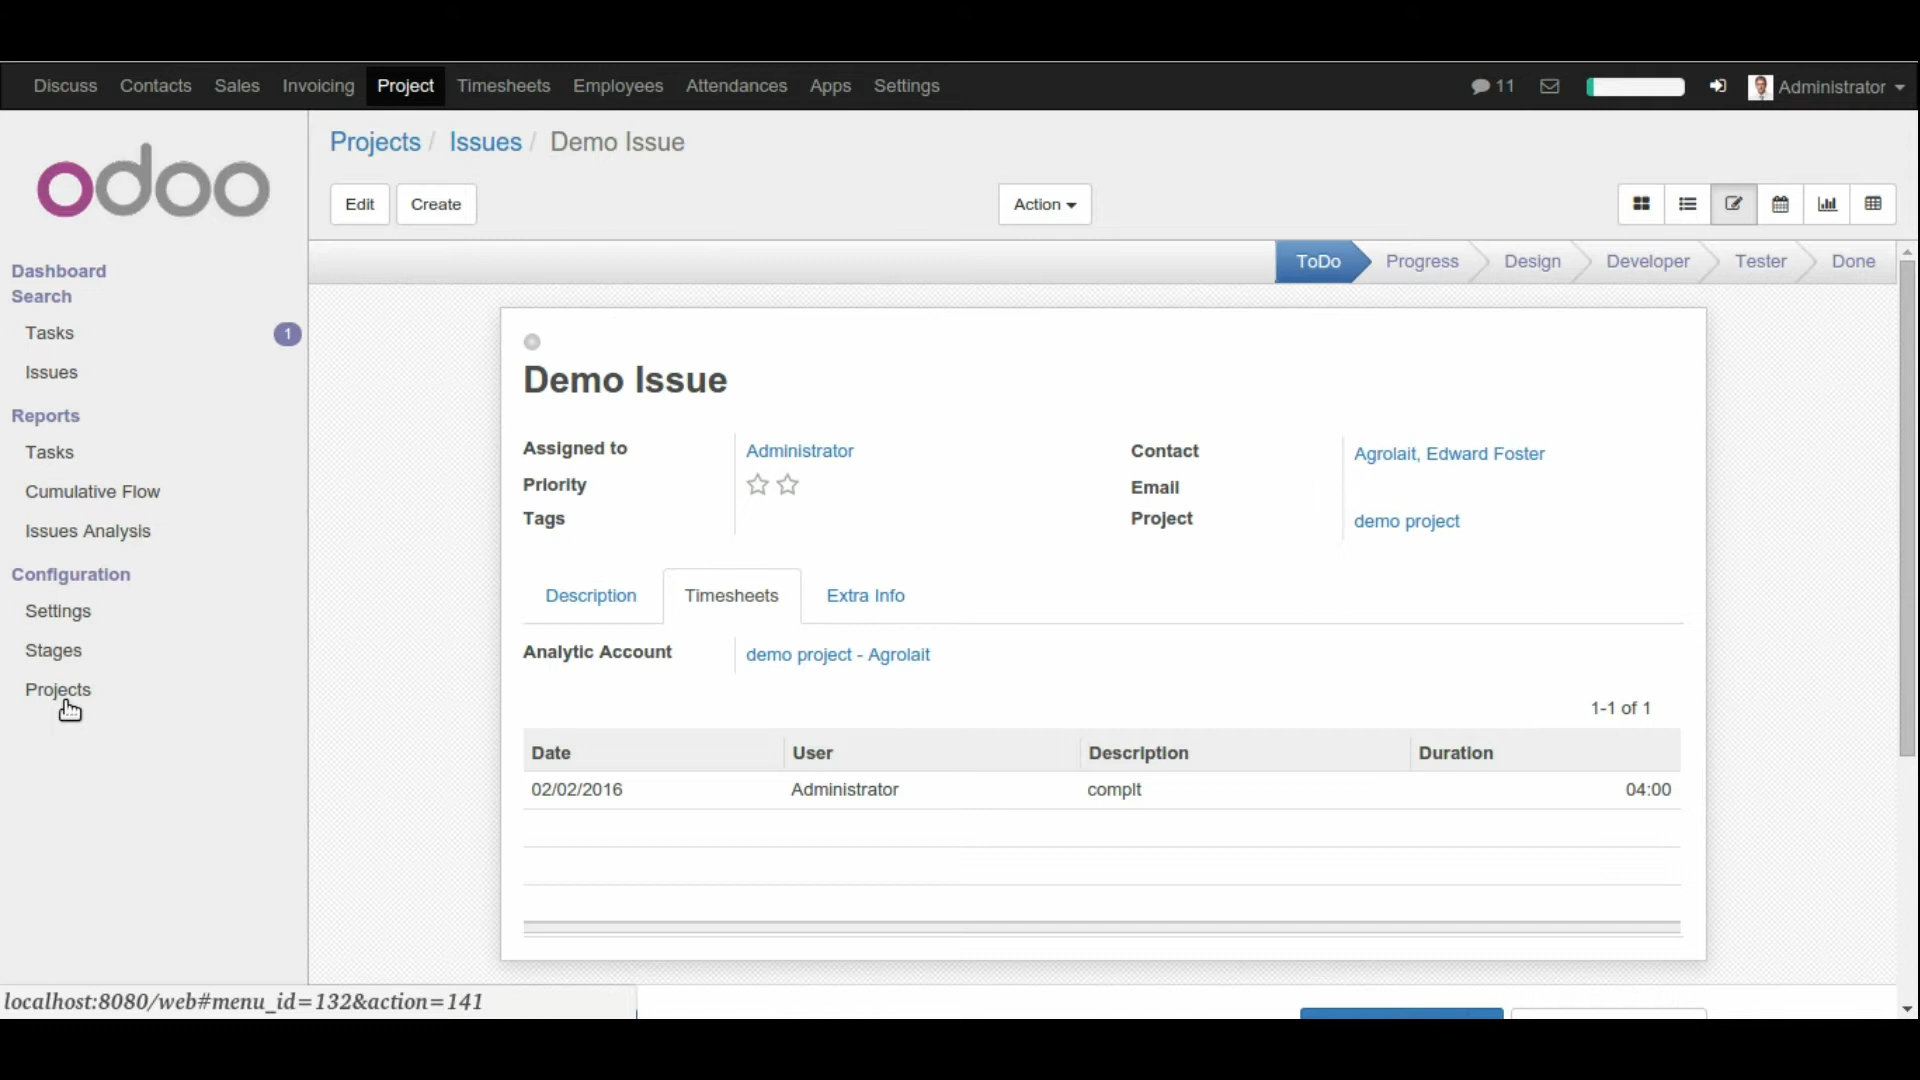 Discuss Contacts Sales Invoicing Project Timesheets Employees Attendances Apps Settings 11 Administrator
odoo
Projects / Issues / Demo Issue
Edit Create Action
Dashboard
Search
Tasks 1
Issues
Reports
Tasks
Cumulative Flow
Issues Analysis
Configuration
Settings
Stages
Projects
ToDo Progress Design Developer Tester Done
Demo Issue
Assigned to Administrator
Priority
Tags
Contact Agrolait, Edward Foster
Email
Project demo project
Description Timesheets Extra Info
Analytic Account demo project - Agrolait
1-1 of 1
Date User Description Duration
02/02/2016 Administrator complt 04:00
localhost:8080/web#menu_id=132&action=141